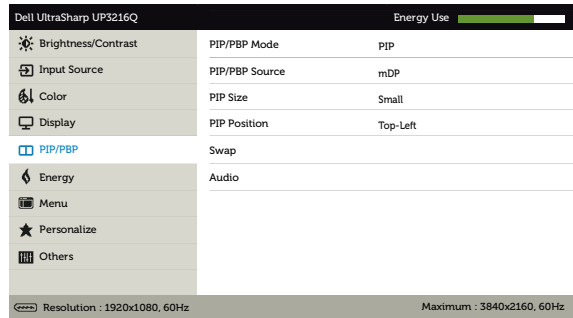 Dell UltraSharp UP3216Q Energy Use
Brightness/Contrast PIP/PBP Mode PIP
Input Source PIP/PBP Source mDP
Color PIP Size Small
Display PIP Position Top-Left
PIP/PBP Swap
Energy Audio
Menu
Personalize
Others
Resolution : 1920x1080, 60Hz Maximum : 3840x2160, 60Hz